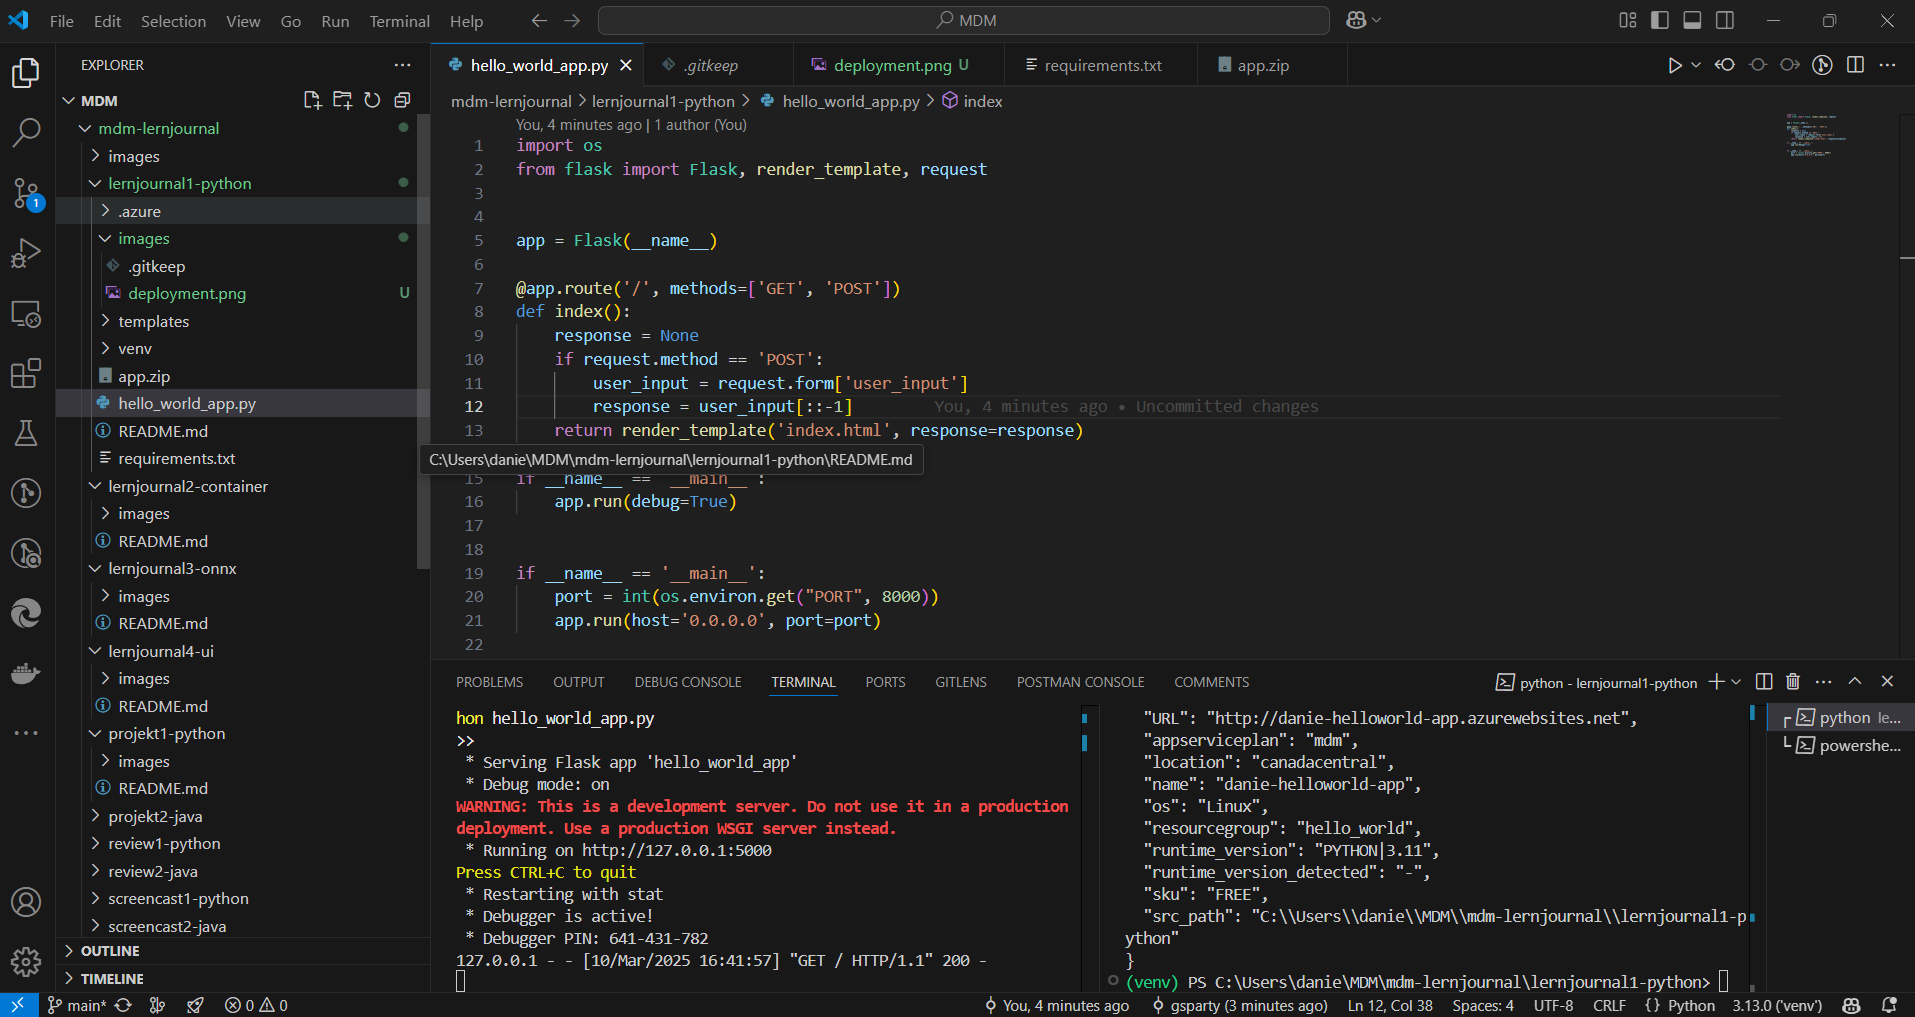 File Edit Selection View Go Run Terminal Help
MDM
EXPLORER
MDM
mdm-lernjournal
images
lernjournal1-python
.azure
images
.gitkeep
deployment.png U
templates
venv
app.zip
hello_world_app.py
README.md
requirements.txt
lernjournal2-container
images
README.md
lernjournal3-onnx
images
README.md
lernjournal4-ui
images
README.md
projekt1-python
images
README.md
projekt2-java
review1-python
review2-java
screencast1-python
screencast2-java
OUTLINE
TIMELINE
1
hello_world_app.py .gitkeep deployment.png U requirements.txt app.zip
mdm-lernjournal > lernjournal1-python > hello_world_app.py > index
You, 4 minutes ago | 1 author (You)
1 import os
2 from flask import Flask, render_template, request
3
4
5 app = Flask(__name__)
6
7 @app.route('/', methods=['GET', 'POST'])
8 def index():
9 response = None
10 if request.method == 'POST':
11 user_input = request.form['user_input']
12 response = user_input[::-1] You, 4 minutes ago • Uncommitted changes
13 return render_template('index.html', response=response)
C:\Users\danie\MDM\mdm-lernjournal\lernjournal1-python\README.md
15 if __name__ == '__main__':
16 app.run(debug=True)
17
18
19 if __name__ == '__main__':
20 port = int(os.environ.get("PORT", 8000))
21 app.run(host='0.0.0.0', port=port)
22
PROBLEMS OUTPUT DEBUG CONSOLE TERMINAL PORTS GITLENS POSTMAN CONSOLE COMMENTS
python - lernjournal1-python
hon hello_world_app.py
>>
* Serving Flask app 'hello_world_app'
* Debug mode: on
WARNING: This is a development server. Do not use it in a production
deployment. Use a production WSGI server instead.
* Running on http://127.0.0.1:5000
Press CTRL+C to quit
* Restarting with stat
* Debugger is active!
* Debugger PIN: 641-431-782
127.0.0.1 - - [10/Mar/2025 16:41:57] "GET / HTTP/1.1" 200 -
"URL": "http://danie-helloworld-app.azurewebsites.net",
"appserviceplan": "mdm",
"location": "canadacentral",
"name": "danie-helloworld-app",
"os": "Linux",
"resourcegroup": "hello_world",
"runtime_version": "PYTHON|3.11",
"runtime_version_detected": "-",
"sku": "FREE",
"src_path": "C:\\Users\\danie\\MDM\\mdm-lernjournal\\lernjournal1-p
ython"
}
(venv) PS C:\Users\danie\MDM\mdm-lernjournal\lernjournal1-python>
python le...
powershe...
main* 0 0 You, 4 minutes ago gsparty (3 minutes ago) Ln 12, Col 38 Spaces: 4 UTF-8 CRLF {} Python 3.13.0 ('venv')